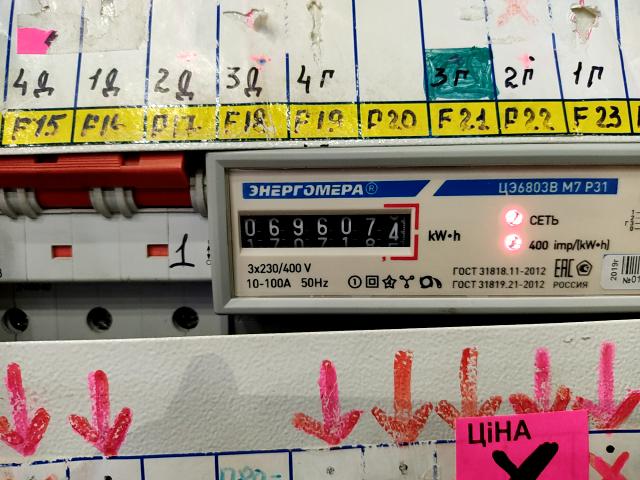 4Д 1Д 2Д 3Д 4Г 3Г 2Г 1Г
F15 F16 F17 F18 F19 F20 F21 F22 F23
ЭНЕРГОМЕРА® ЦЭ6803В М7 Р31
0696074
kW•h
СЕТЬ
400 imp/(kW•h)
1
3x230/400 V
10-100A 50Hz
ГОСТ 31818.11-2012
ГОСТ 31819.21-2012
ЕАС
РОССИЯ
2019г
ЦІНА